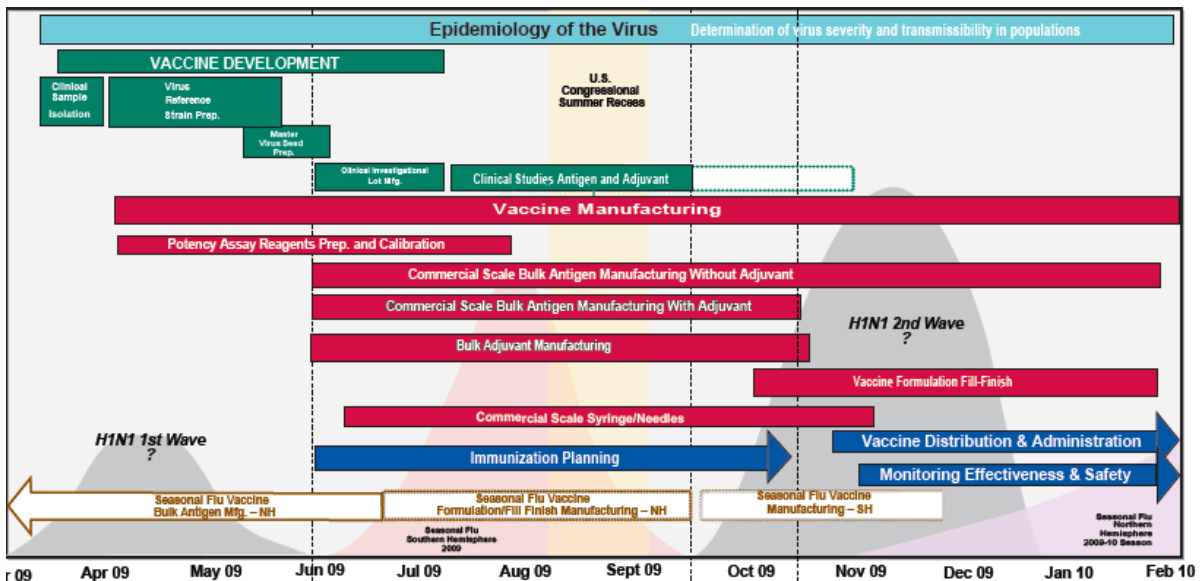 Epidemiology of the Virus Determination of virus severity and transmissibility in populations
VACCINE DEVELOPMENT
Clinical
Sample
Isolation
Virus
Reference
Strain Prep.
U.S.
Congressional
Summer Recess
Master
Virus Seed
Prep.
Clinical Investigational
Lot Mfg.
Clinical Studies Antigen and Adjuvant
Vaccine Manufacturing
Potency Assay Reagents Prep. and Calibration
Commercial Scale Bulk Antigen Manufacturing Without Adjuvant
Commercial Scale Bulk Antigen Manufacturing With Adjuvant
H1N1 2nd Wave
?
Bulk Adjuvant Manufacturing
Vaccine Formulation Fill-Finish
Commercial Scale Syringe/Needles
H1N1 1st Wave
?
Vaccine Distribution & Administration
Immunization Planning
Monitoring Effectiveness & Safety
Seasonal Flu Vaccine
Bulk Antigen Mfg. – NH
Seasonal Flu Vaccine
Formulation/Fill Finish Manufacturing – NH
Seasonal Flu Vaccine
Manufacturing – SH
Seasonal Flu
Southern Hemisphere
2009
Seasonal Flu
Northern
Hemisphere
2009-10 Season
r 09 Apr 09 May 09 Jun 09 Jul 09 Aug 09 Sept 09 Oct 09 Nov 09 Dec 09 Jan 10 Feb 10